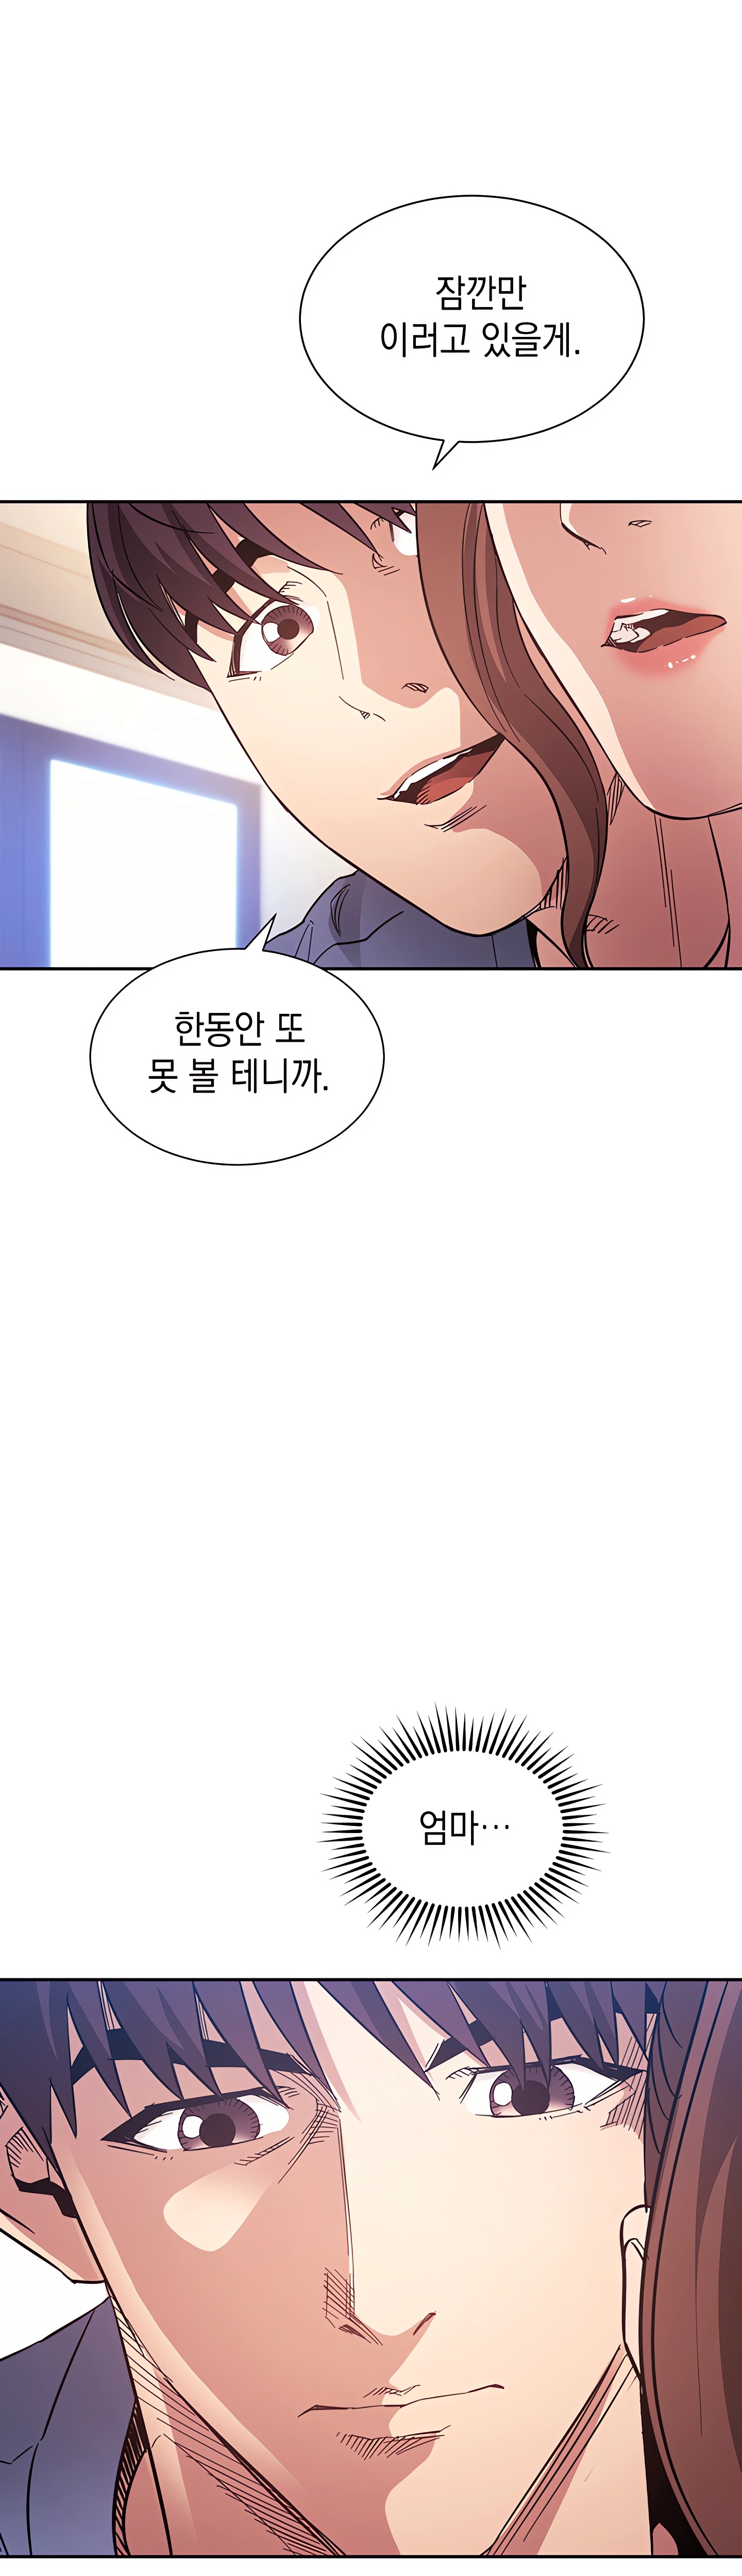 잠깐만
이러고 있을게.
한동안 또
못 볼 테니까.
엄마…